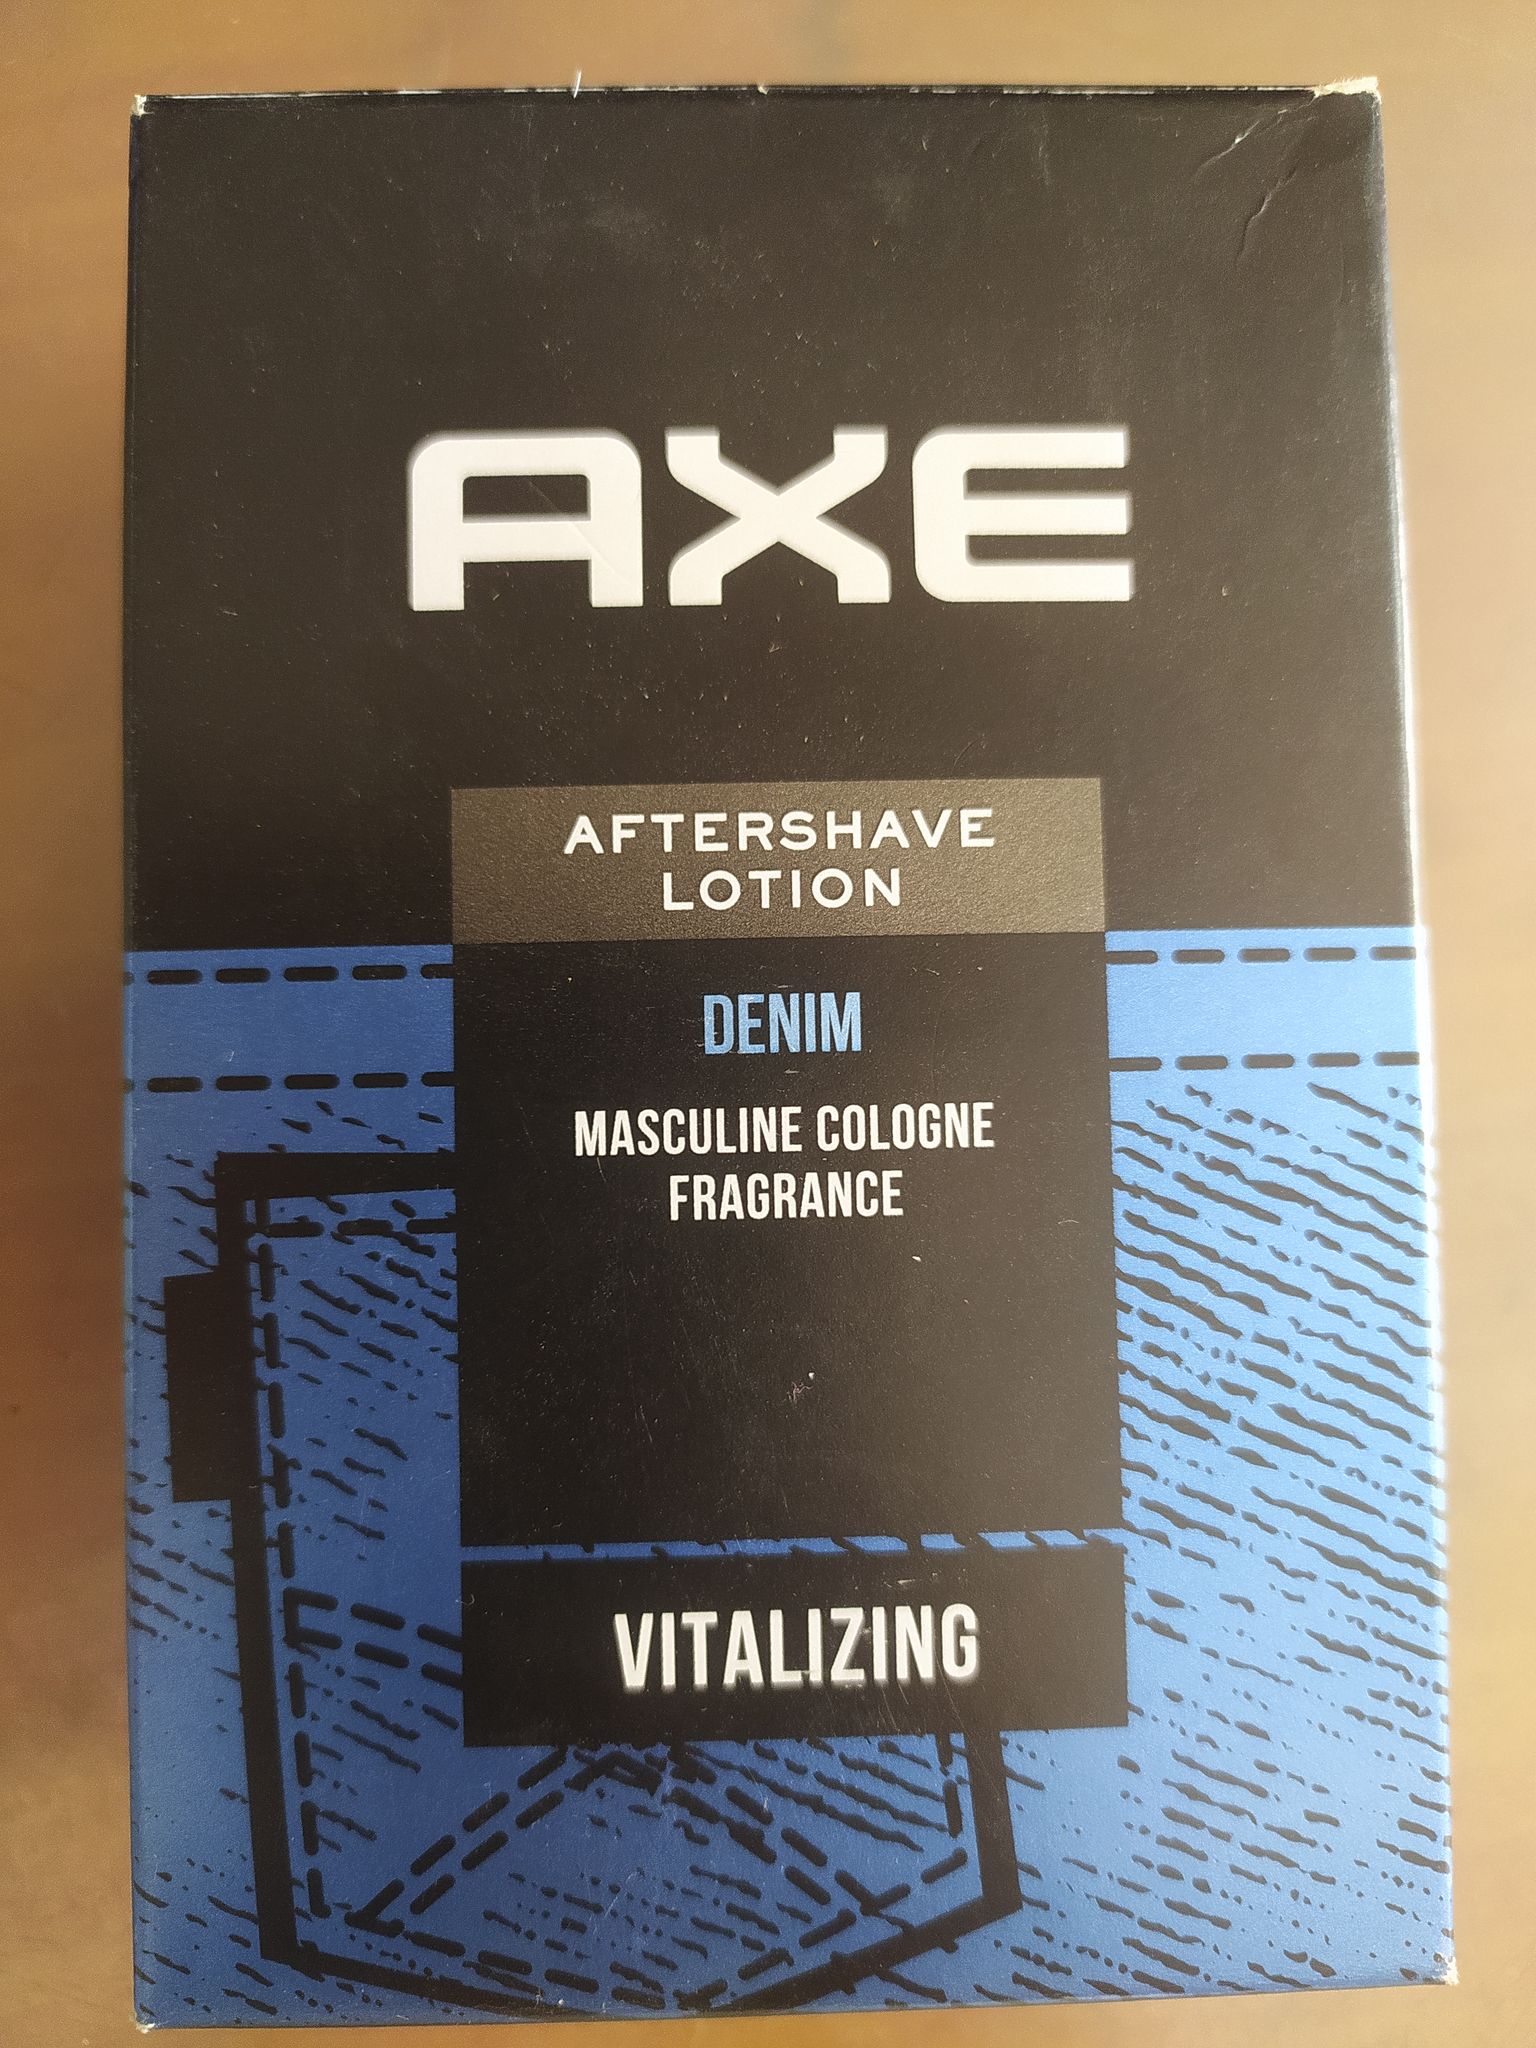 AXE
AFTERSHAVE
LOTION
DENIM
MASCULINE COLOGNE
FRAGRANCE
VITALIZING